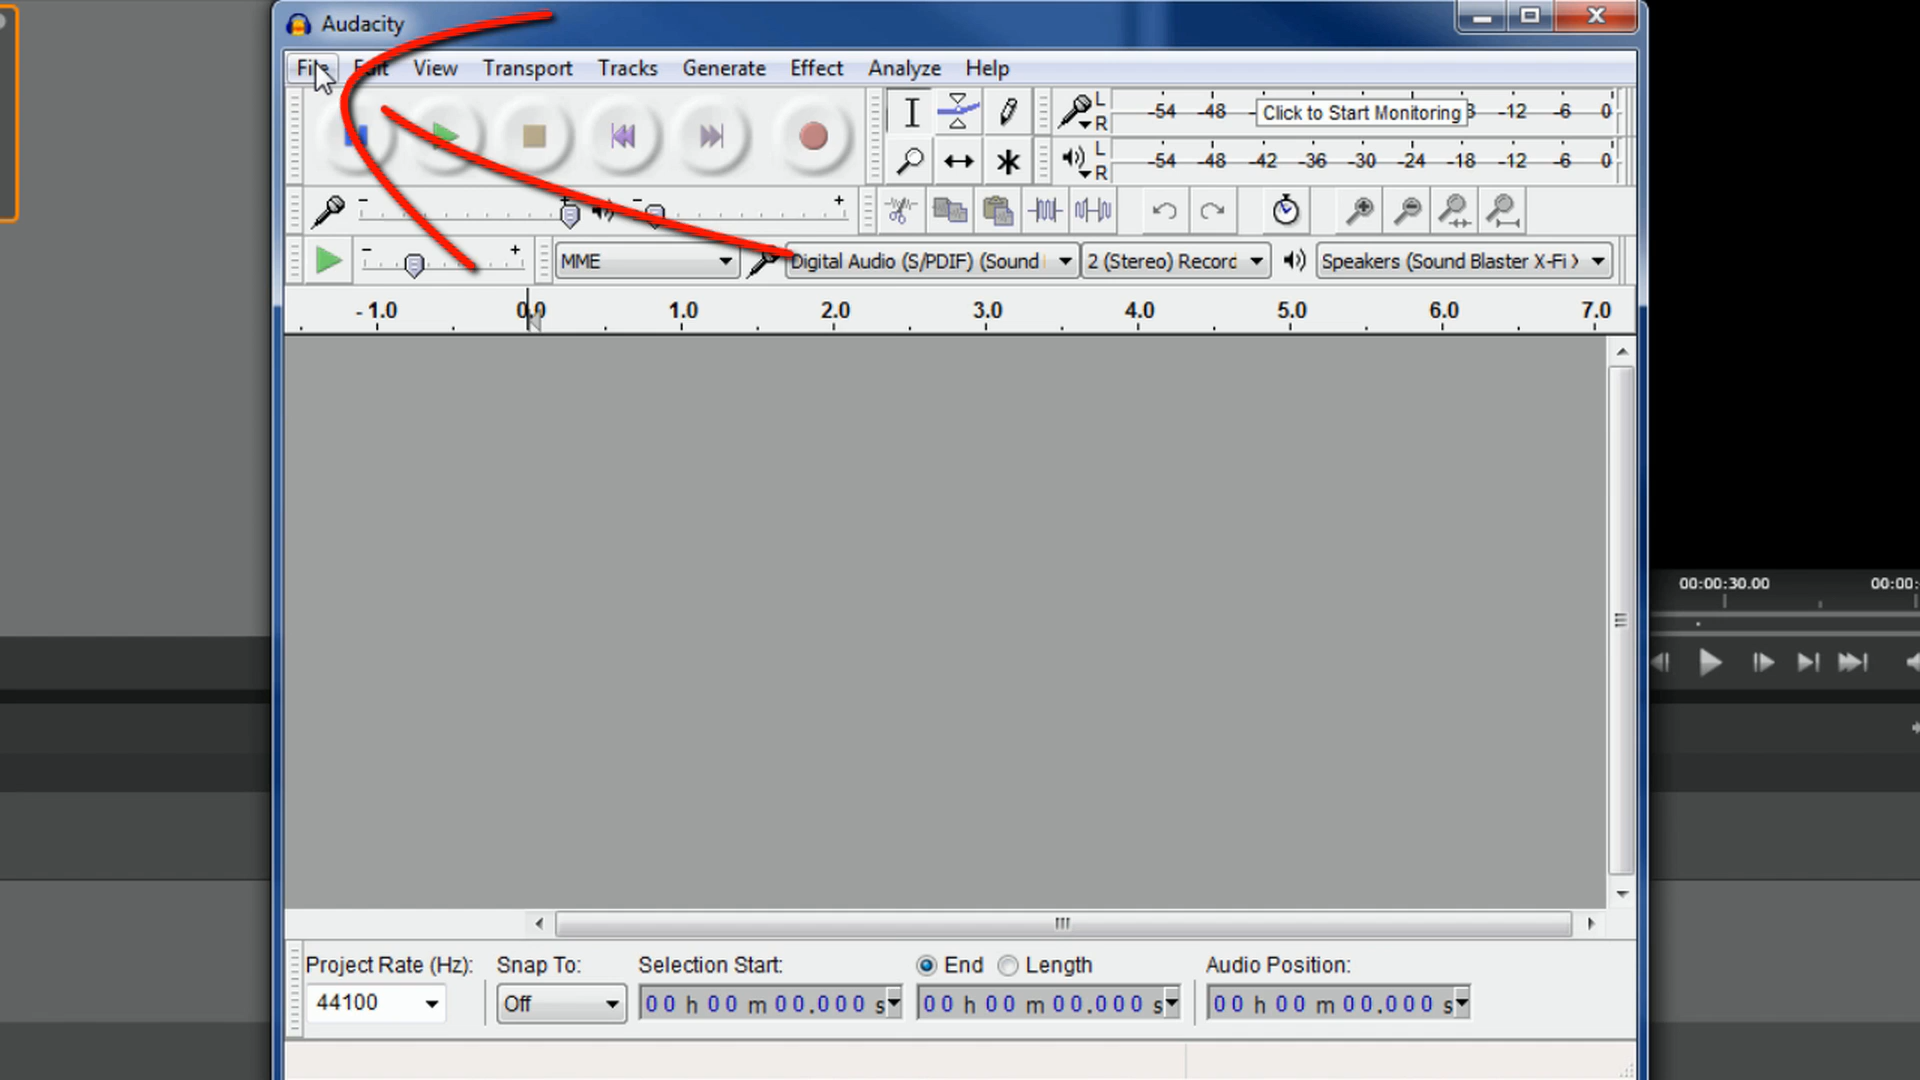 Audacity
File Edit View Transport Tracks Generate Effect Analyze Help
L -54 -48 Click to Start Monitoring -12 -6 0
R
L -54 -48 -42 -36 -30 -24 -18 -12 -6 0
R
- + - +
- + MME Digital Audio (S/PDIF) (Sound 2 (Stereo) Record Speakers (Sound Blaster X-Fi X
-1.0 0.0 1.0 2.0 3.0 4.0 5.0 6.0 7.0
00:00:30.00 00:00:
Project Rate (Hz): Snap To: Selection Start: End Length Audio Position:
44100 Off 00 h 00 m 00.000 s 00 h 00 m 00.000 s 00 h 00 m 00.000 s